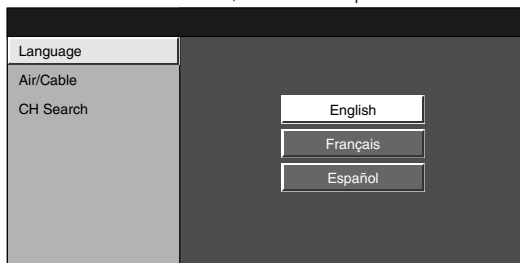 Language
Air/Cable
CH Search
English
Français
Español